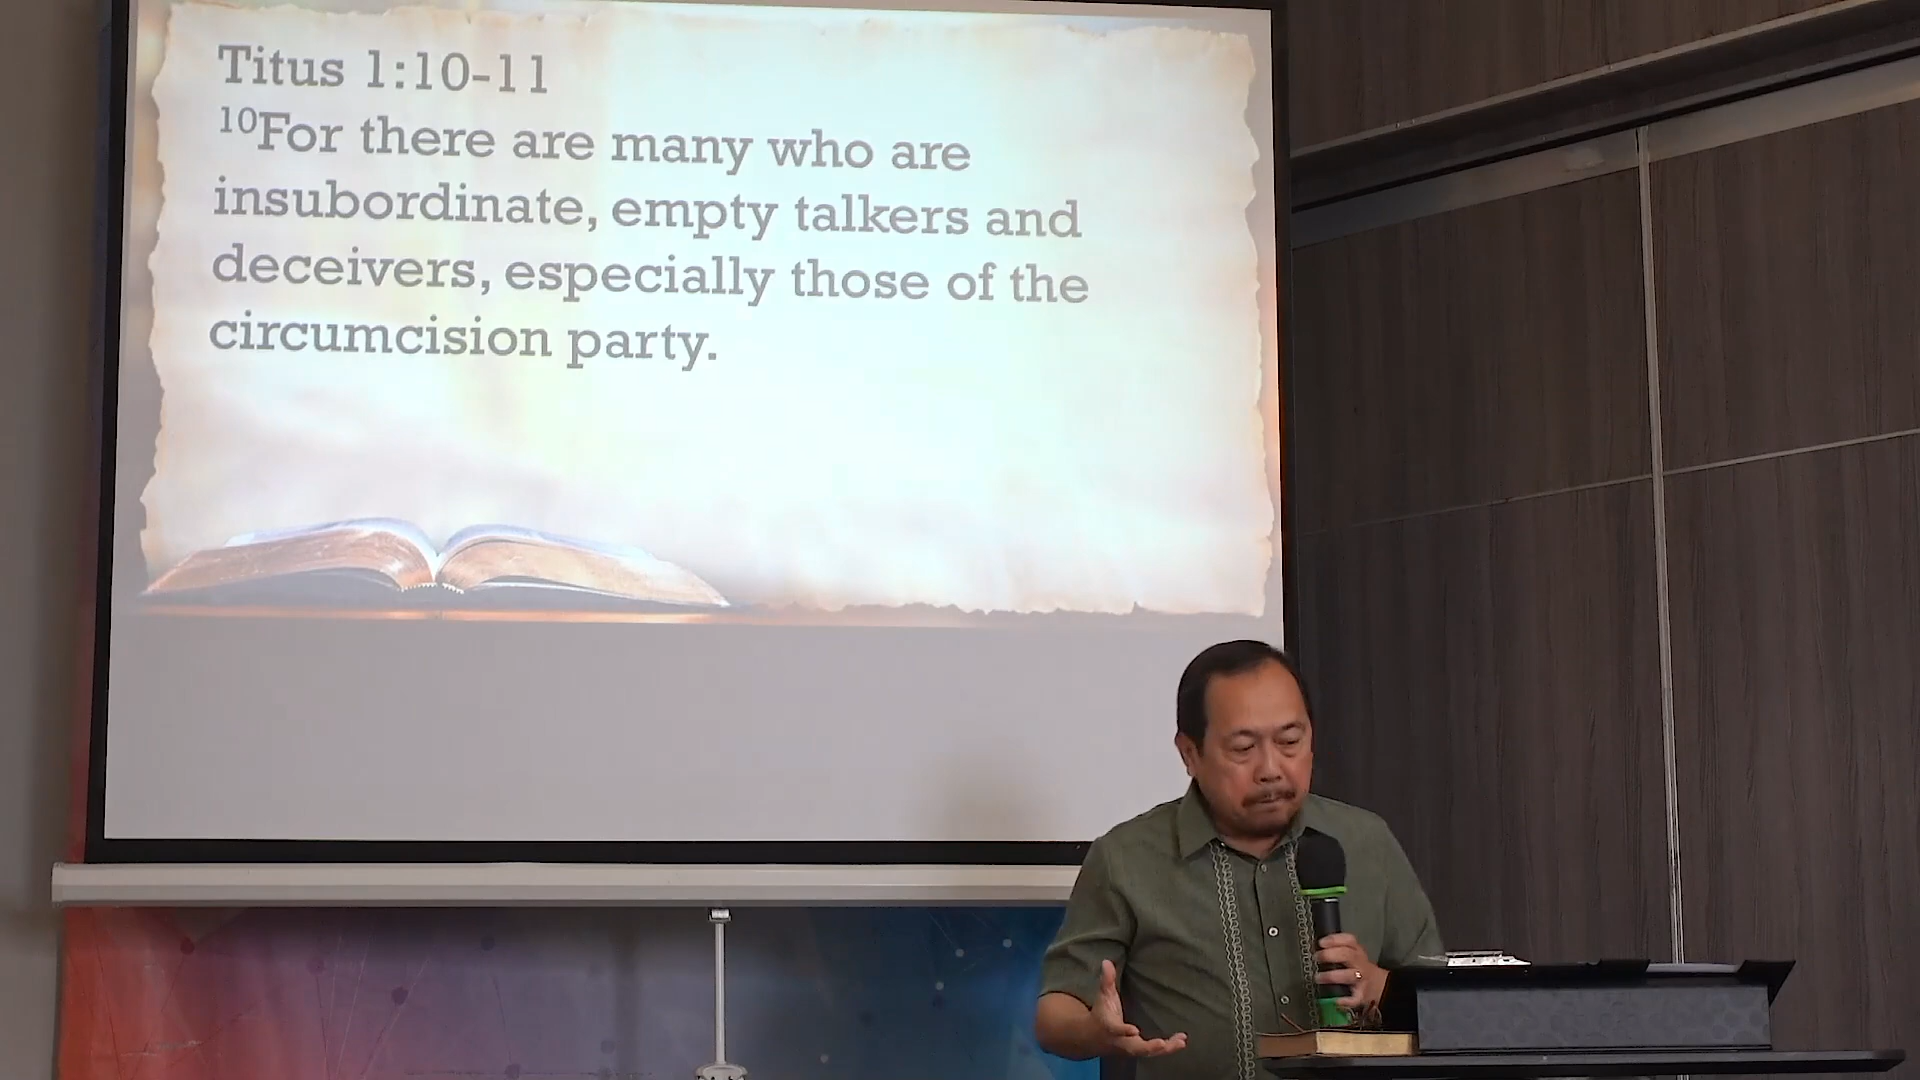 Titus 1:10-11
¹⁰For there are many who are
insubordinate, empty talkers and
deceivers, especially those of the
circumcision party.